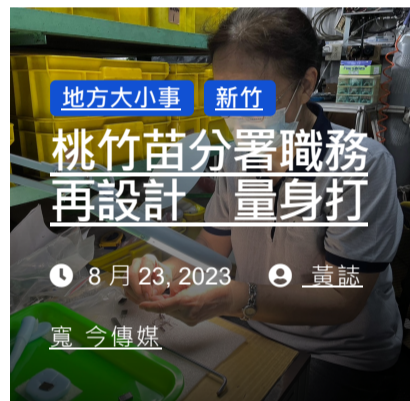 地方大小事 新竹
桃竹苗分署職務
再設計 量身打
8 月 23, 2023 黃誌
寬 今傳媒